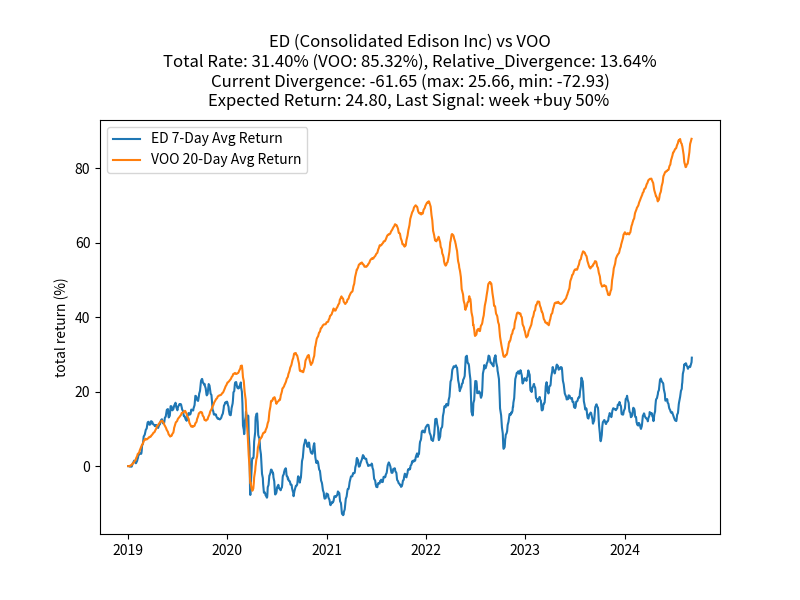 ED (Consolidated Edison Inc) vs VOO
Total Rate: 31.40% (VOO: 85.32%), Relative_Divergence: 13.64%
Current Divergence: -61.65 (max: 25.66, min: -72.93)
Expected Return: 24.80, Last Signal: week +buy 50%
ED 7-Day Avg Return
VOO 20-Day Avg Return
total return (%)
80
60
40
20
0
2019 2020 2021 2022 2023 2024